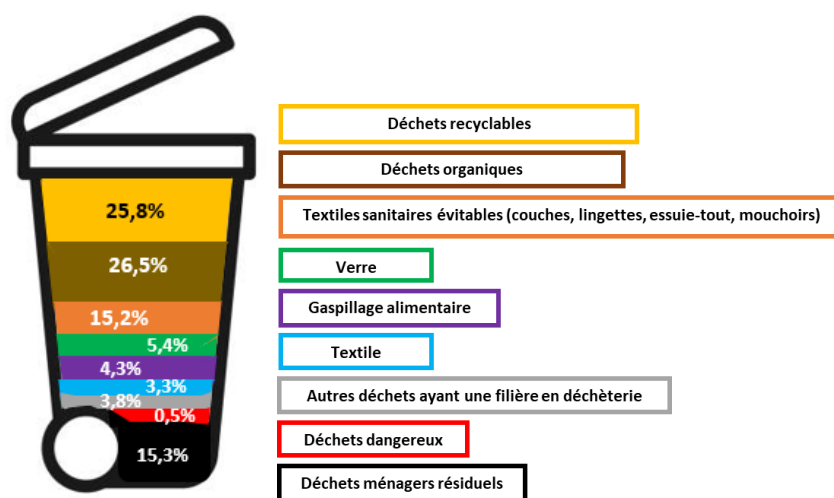 Déchets recyclables
Déchets organiques
25,8%
Textiles sanitaires évitables (couches, lingettes, essuie-tout, mouchoirs)
26,5%
Verre
15,2%
Gaspillage alimentaire
5,4%
Textile
4,3%
3,3%
Autres déchets ayant une filière en déchèterie
3,8%
0,5%
Déchets dangereux
15,3%
Déchets ménagers résiduels